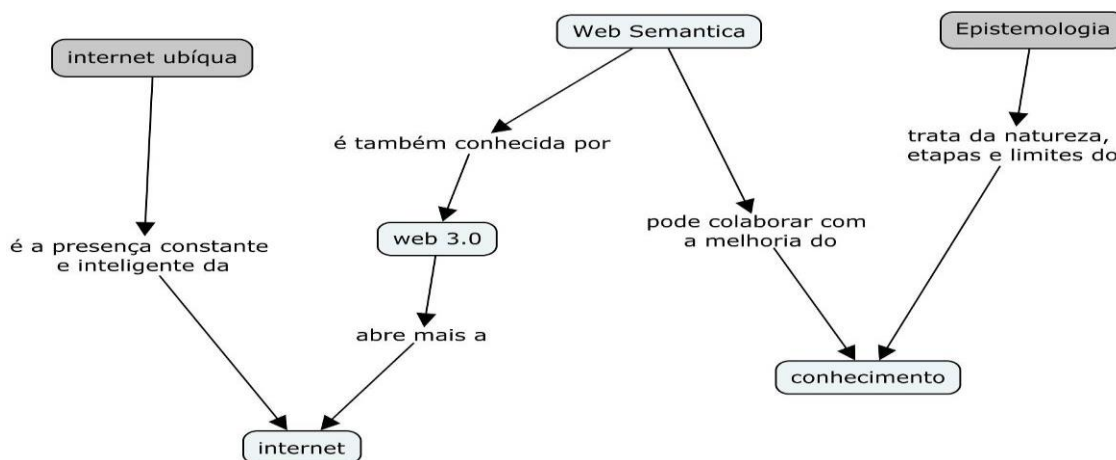 Web Semantica
Epistemologia
internet ubíqua
é também conhecida por
trata da natureza,
etapas e limites do
web 3.0
pode colaborar com
a melhoria do
é a presença constante
e inteligente da
abre mais a
conhecimento
internet